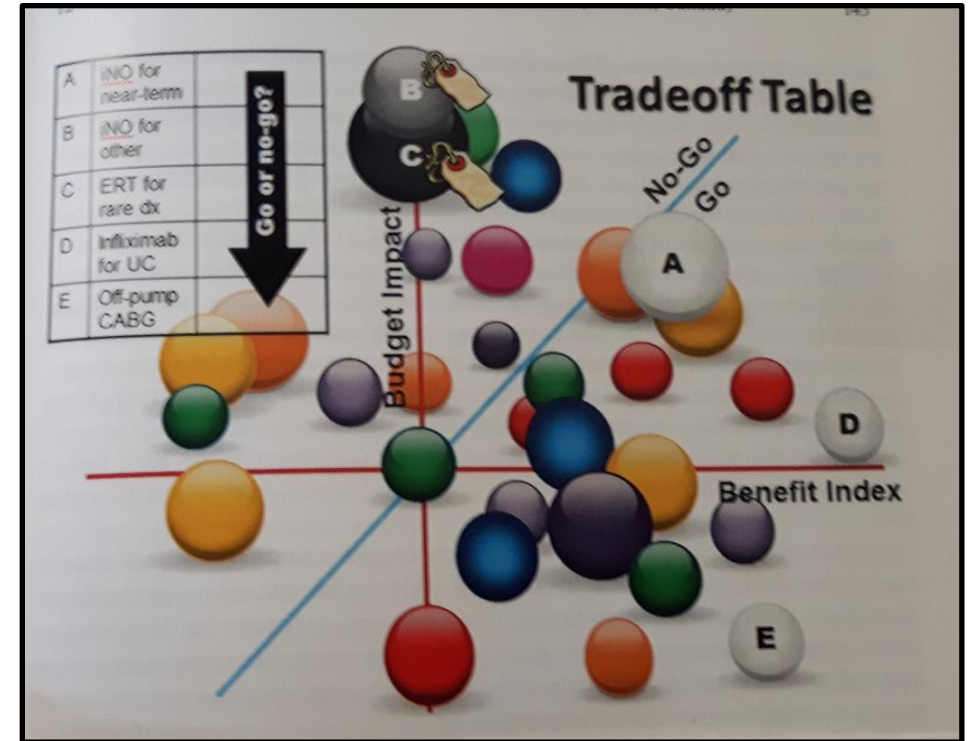 145
Tradeoff Table
A
iNO for
near-term
B
iNO for
other
C
ERT for
rare dx
D
Infliximab
for UC
E
Off-pump
CABG
Go or no-go?
B
C
No-Go
Go
A
Budget Impact
D
Benefit Index
E